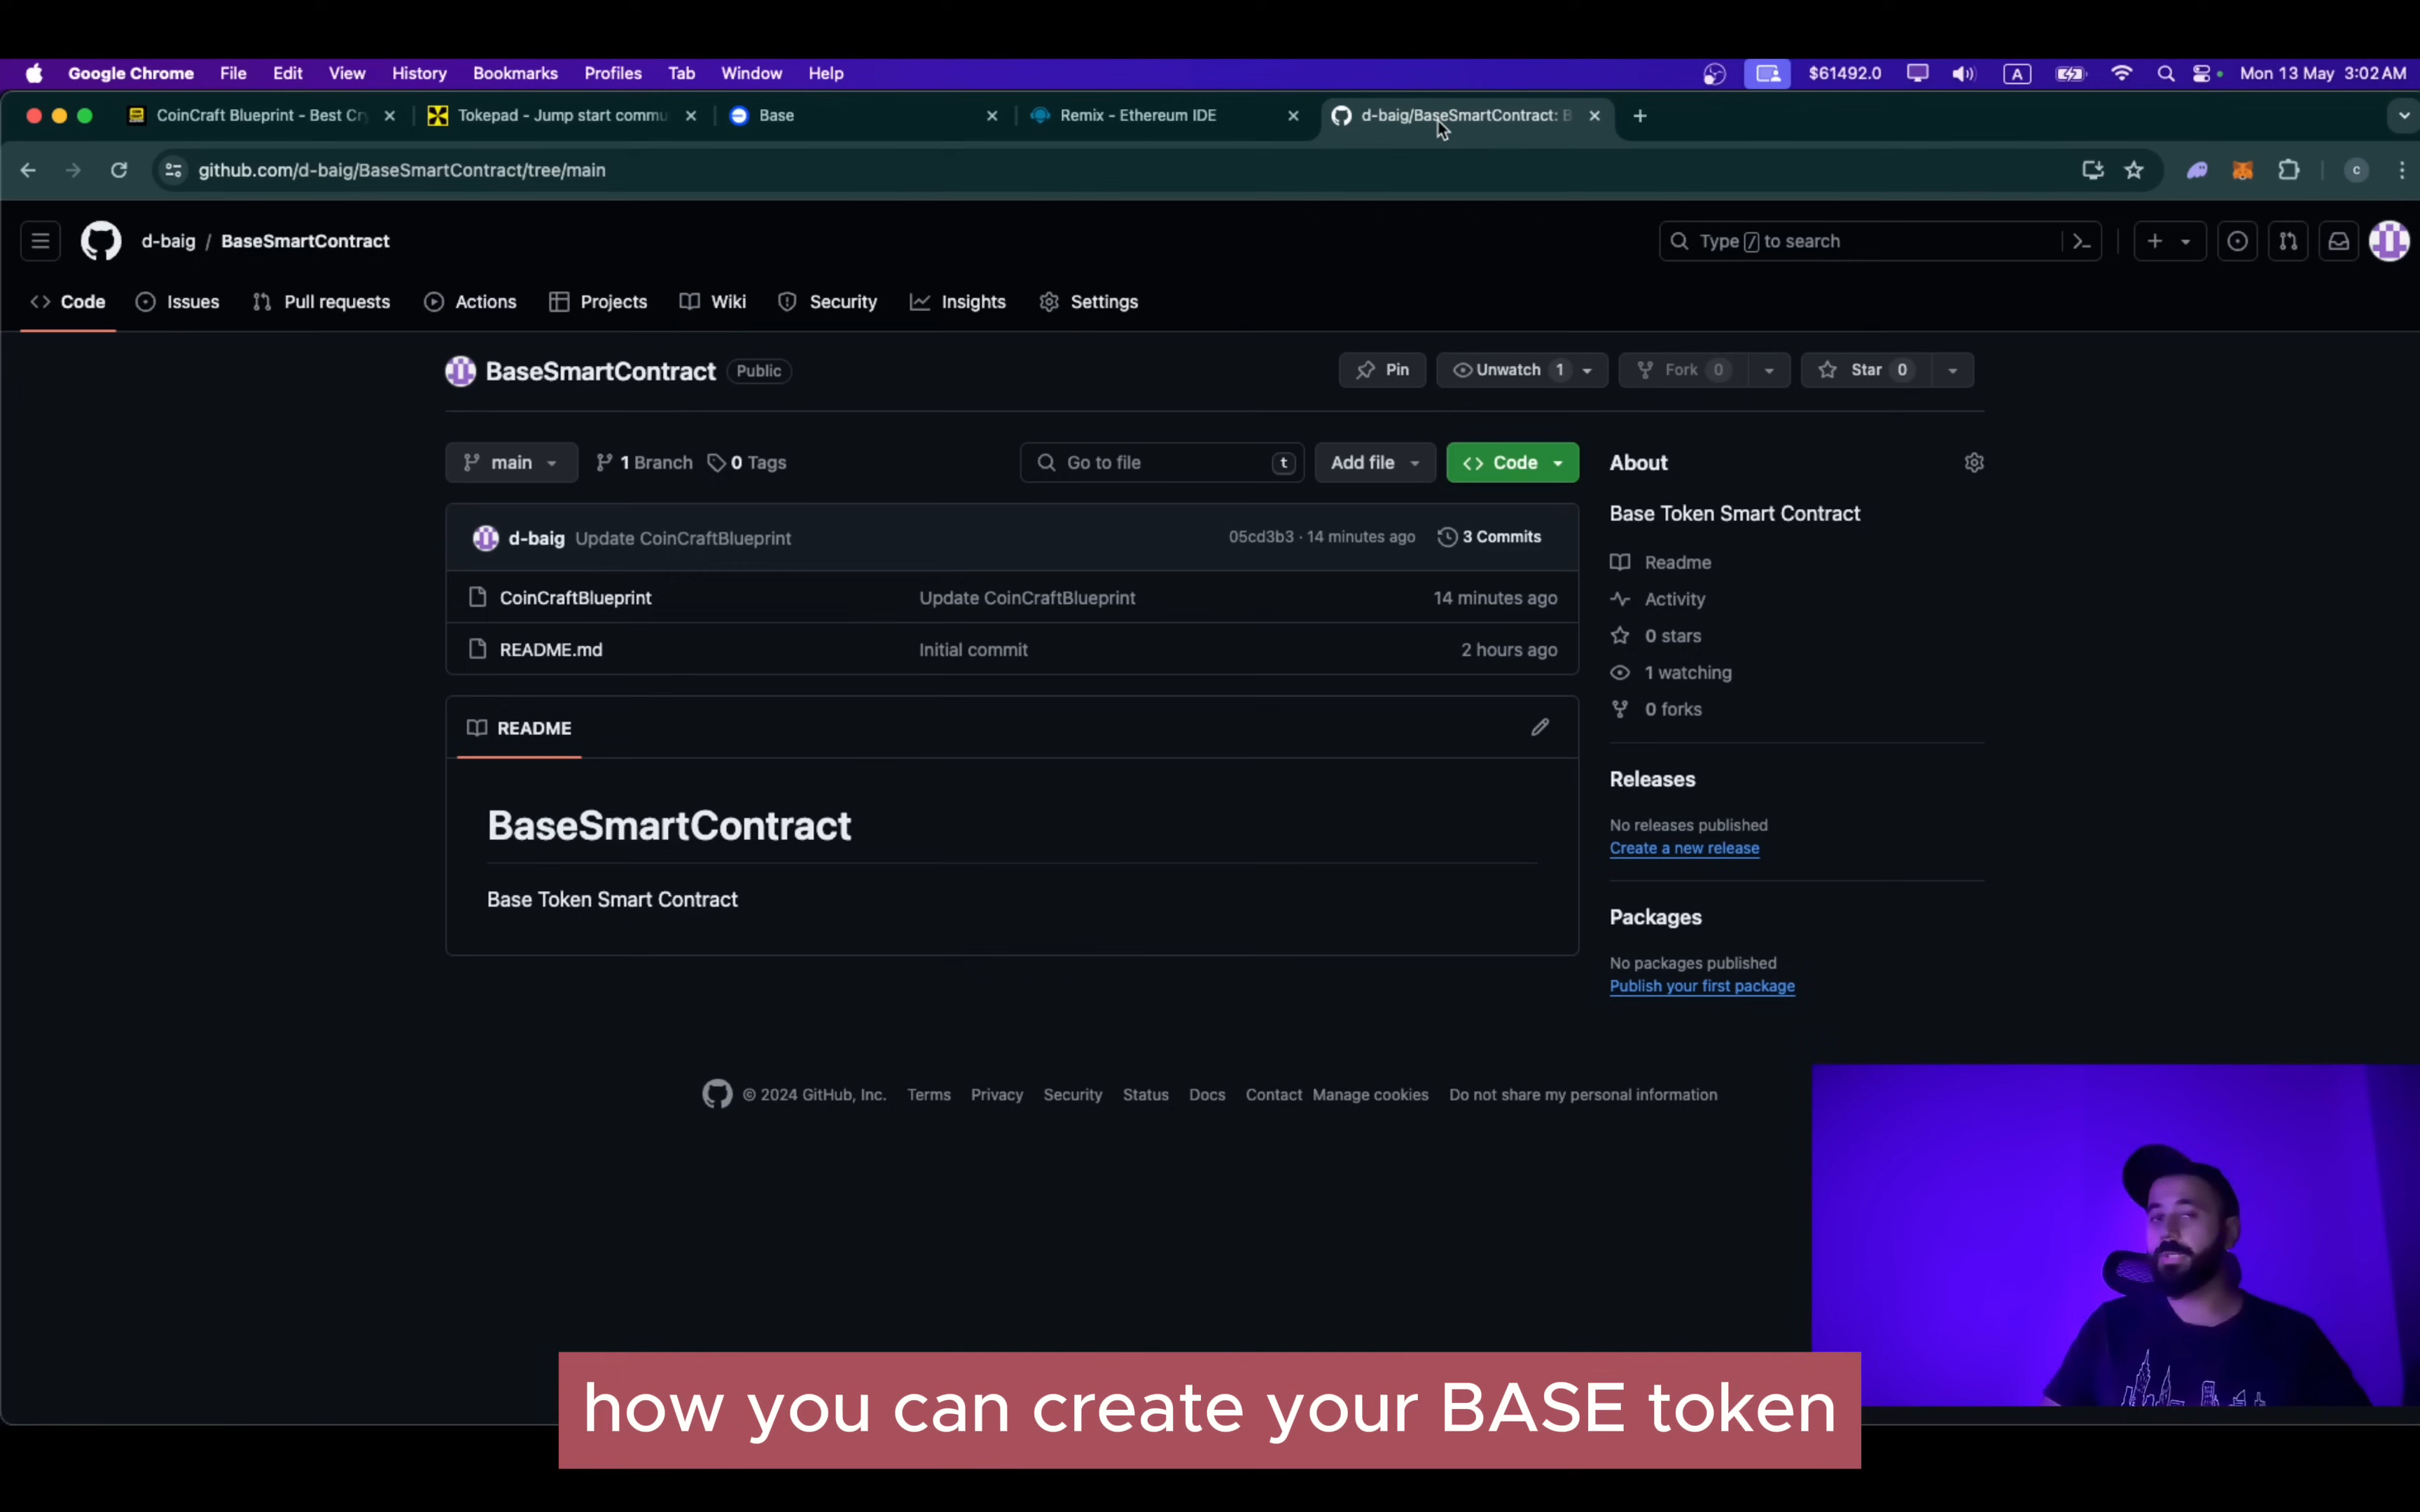 Google Chrome File Edit View History Bookmarks Profiles Tab Window Help $61492.0 A Mon 13 May 3:02 AM
CoinCraft Blueprint - Best Cry Tokepad - Jump start commu Base Remix - Ethereum IDE d-baig/BaseSmartContract: B
github.com/d-baig/BaseSmartContract/tree/main c
d-baig / BaseSmartContract Type / to search
Code Issues Pull requests Actions Projects Wiki Security Insights Settings
BaseSmartContract Public Pin Unwatch 1 Fork 0 Star 0
main 1 Branch 0 Tags Go to file t Add file Code About
Base Token Smart Contract
d-baig Update CoinCraftBlueprint 05cd3b3 · 14 minutes ago 3 Commits
Readme
CoinCraftBlueprint Update CoinCraftBlueprint 14 minutes ago
Activity
0 stars
README.md Initial commit 2 hours ago
1 watching
0 forks
README
Releases
BaseSmartContract
No releases published
Create a new release
Base Token Smart Contract
Packages
No packages published
Publish your first package
© 2024 GitHub, Inc. Terms Privacy Security Status Docs Contact Manage cookies Do not share my personal information
how you can create your BASE token